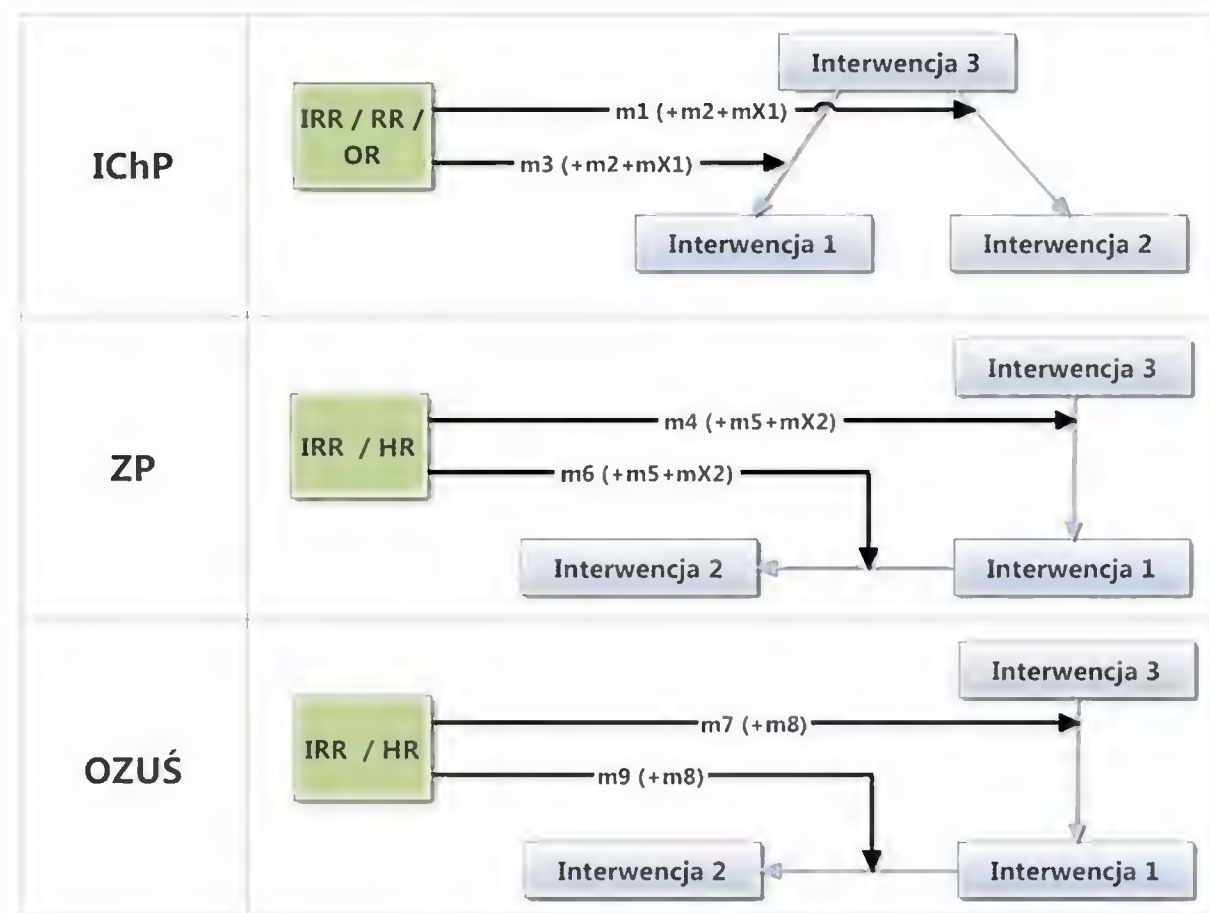 IChP
IRR / RR /
OR
m1 (+m2+mX1)
m3 (+m2+mX1)
Interwencja 3
Interwencja 1
Interwencja 2
ZP
IRR / HR
m4 (+m5+mX2)
m6 (+m5+mX2)
Interwencja 3
Interwencja 2
Interwencja 1
OZUŚ
IRR / HR
m7 (+m8)
m9 (+m8)
Interwencja 3
Interwencja 2
Interwencja 1